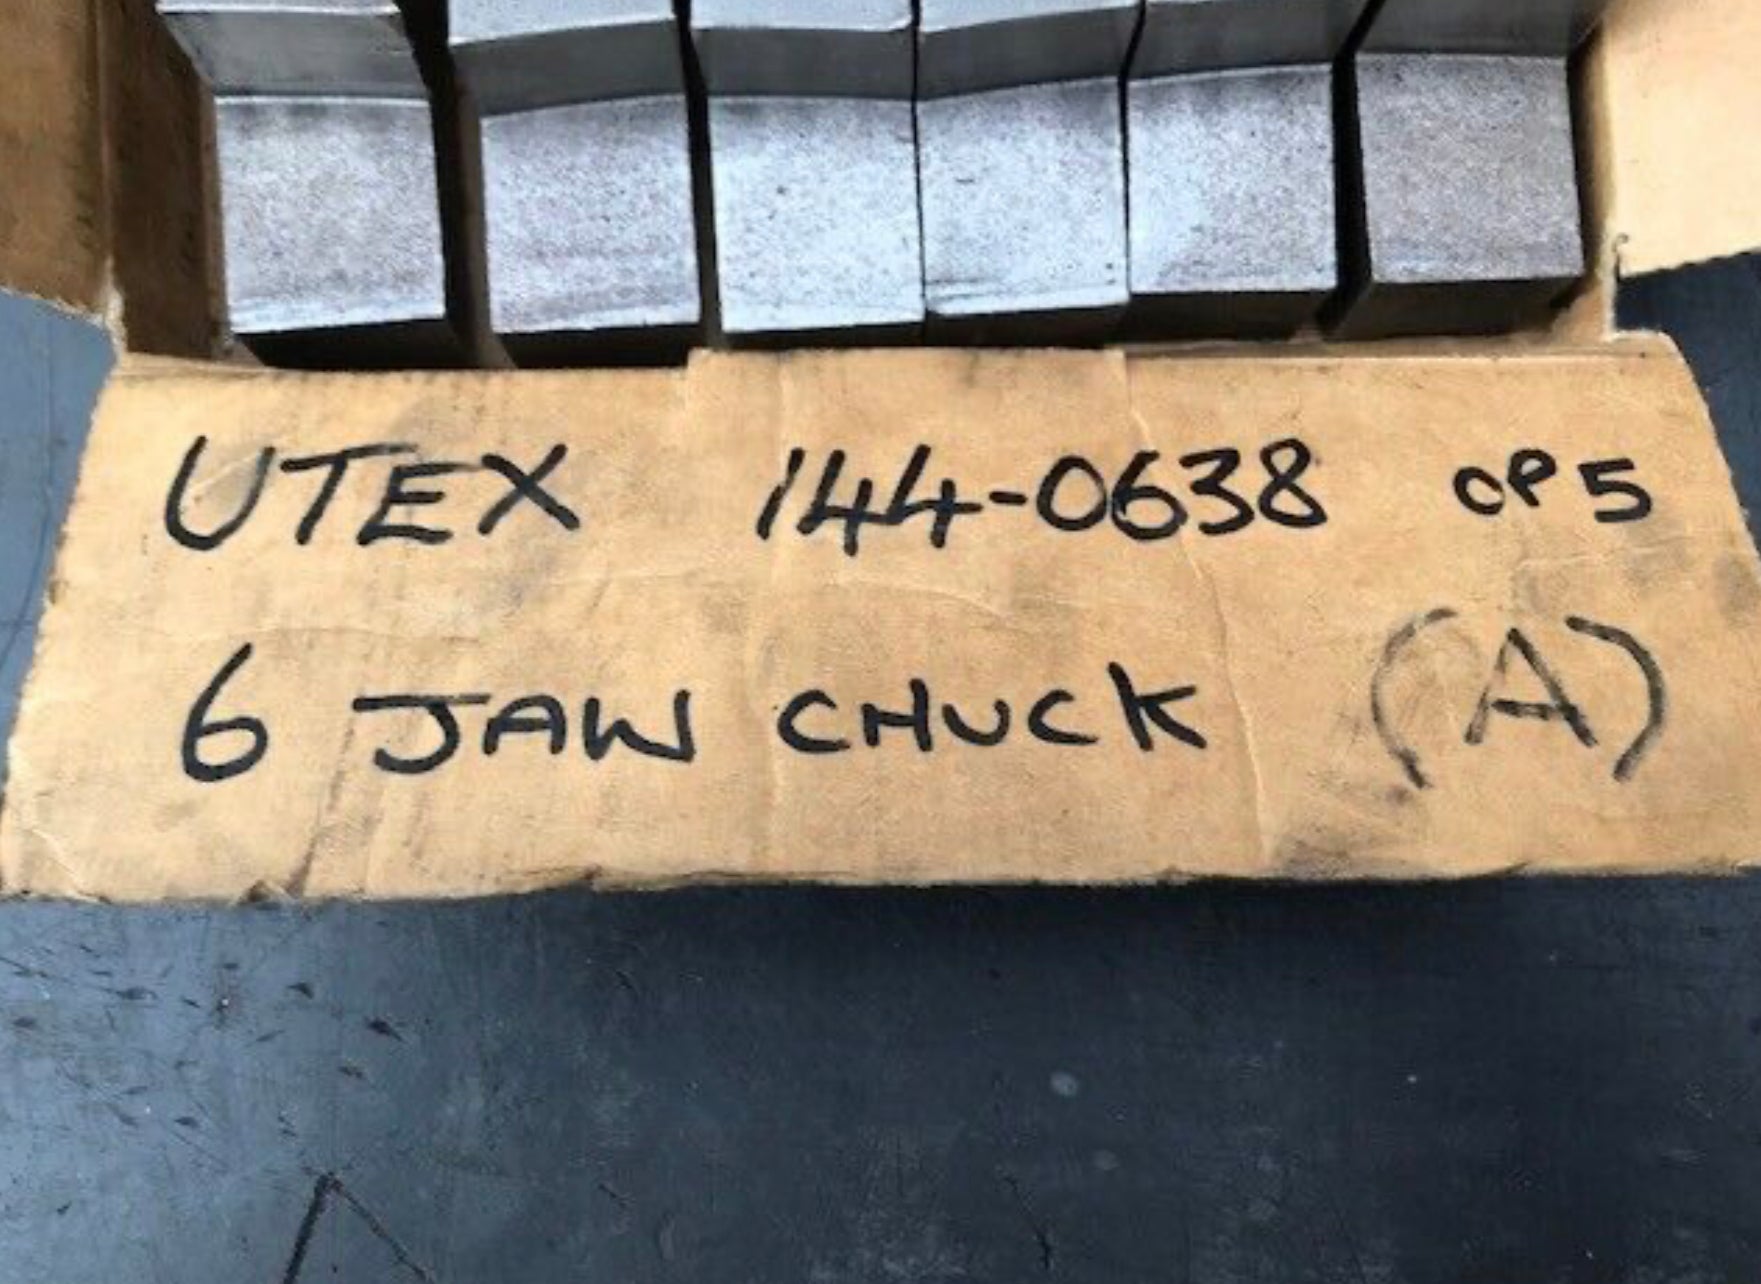 UTEX 144-0638 OP5
6 JAW CHUCK (A)